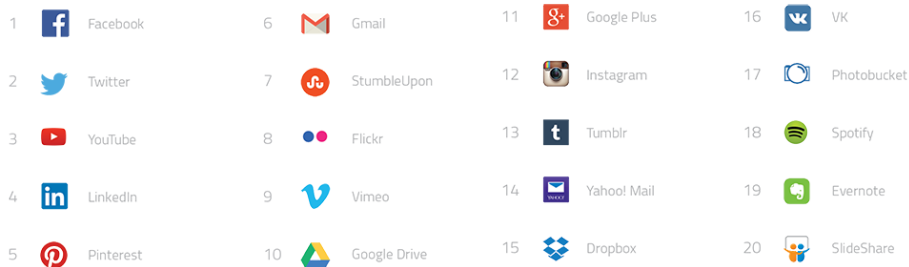 1 Facebook
2 Twitter
3 YouTube
4 LinkedIn
5 Pinterest
6 Gmail
7 StumbleUpon
8 Flickr
9 Vimeo
10 Google Drive
11 Google Plus
12 Instagram
13 Tumblr
14 Yahoo! Mail
15 Dropbox
16 VK
17 Photobucket
18 Spotify
19 Evernote
20 SlideShare